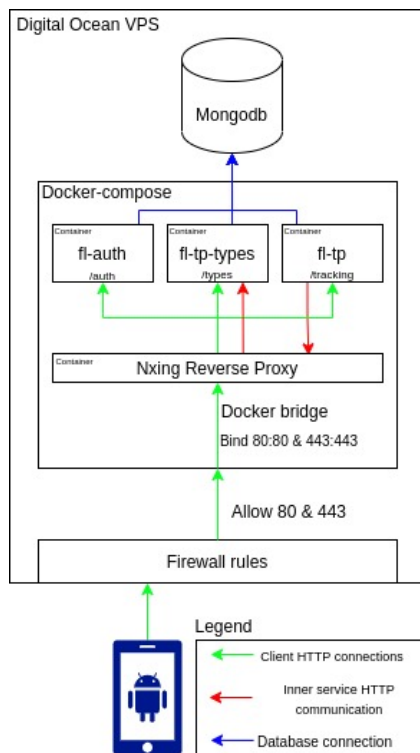 Digital Ocean VPS
Mongodb
Docker-compose
Container
fl-auth
/auth
Container
fl-tp-types
/types
Container
fl-tp
/tracking
Container
Nxing Reverse Proxy
Docker bridge
Bind 80:80 & 443:443
Allow 80 & 443
Firewall rules
Legend
Client HTTP connections
Inner service HTTP
communication
Database connection